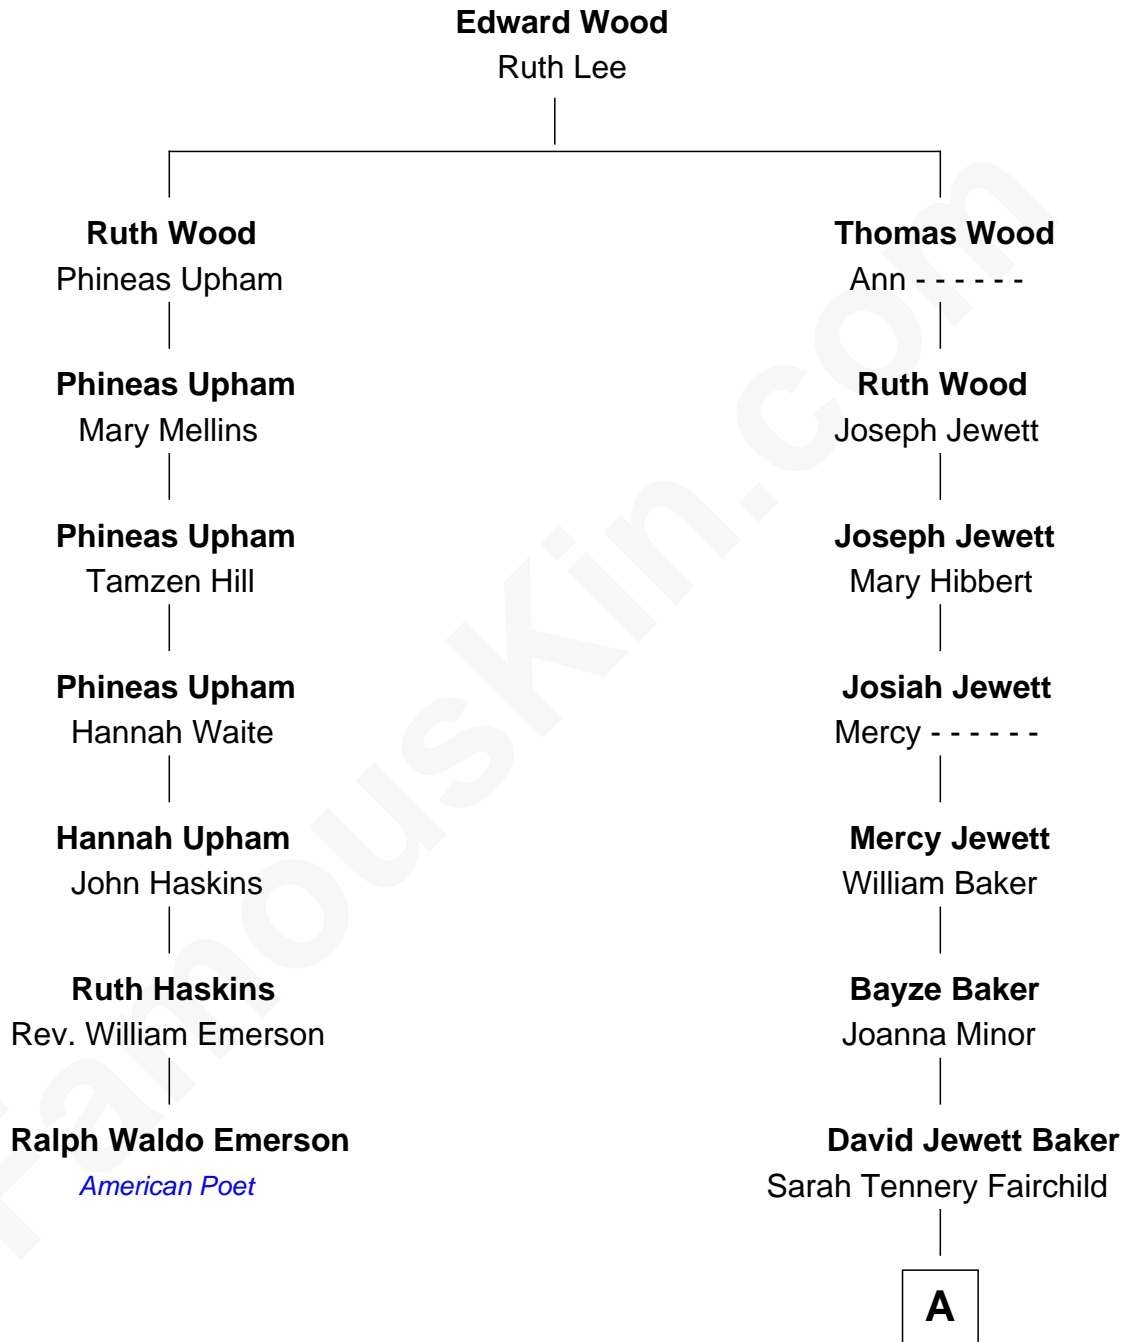 Edward Wood
Ruth Lee
Ruth Wood
Phineas Upham
Thomas Wood
Ann - - - - - -
Phineas Upham
Mary Mellins
Ruth Wood
Joseph Jewett
Phineas Upham
Tamzen Hill
Joseph Jewett
Mary Hibbert
Phineas Upham
Hannah Waite
Josiah Jewett
Mercy - - - - - -
Hannah Upham
John Haskins
Mercy Jewett
William Baker
Ruth Haskins
Rev. William Emerson
Bayze Baker
Joanna Minor
Ralph Waldo Emerson
American Poet
David Jewett Baker
Sarah Tennery Fairchild
A
FamousKin.com